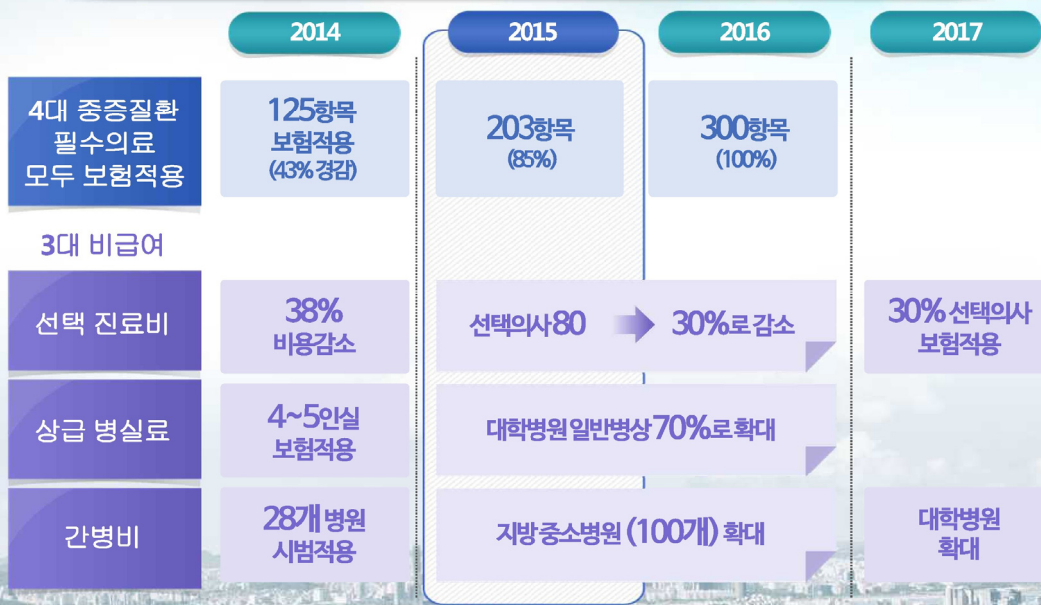 2014
2015
2016
2017
4대 중증질환
필수의료
모두 보험적용
125항목
보험적용
(43% 경감)
203항목
(85%)
300항목
(100%)
3대 비급여
선택 진료비
38%
비용감소
선택의사 80
30%로 감소
30% 선택의사
보험적용
상급 병실료
4~5인실
보험적용
대학병원 일반병상 70%로 확대
간병비
28개 병원
시범적용
지방 중소병원 (100개) 확대
대학병원
확대